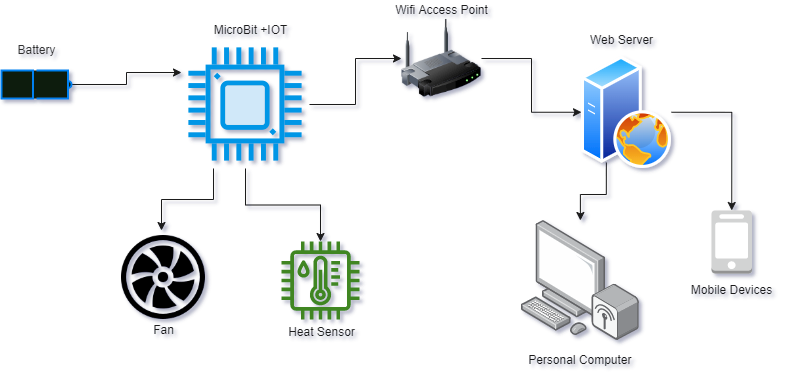 Wifi Access Point
MicroBit +IOT
Web Server
Battery
Mobile Devices
Fan
Heat Sensor
Personal Computer